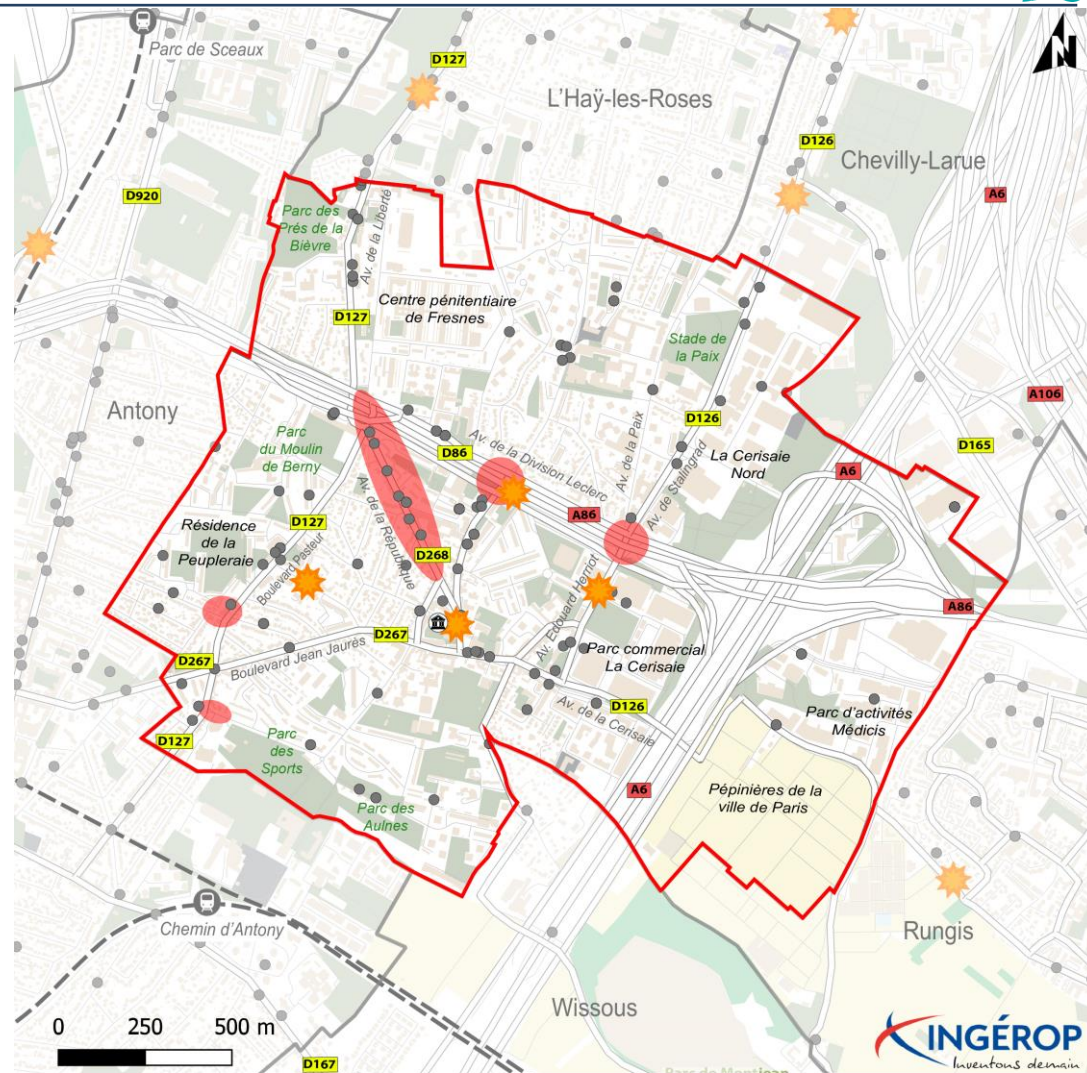 Parc de Sceaux
D127
N
L'Haÿ-les-Roses
D126
Chevilly-Larue
A6
D920
Parc des
Prés de la
Bièvre
Av. de la Liberté
Centre pénitentiaire
de Fresnes
D127
Stade de
la Paix
A106
Antony
Parc
du Moulin
de Berny
D86
Av. de la Division Leclerc
Av. de la Paix
D126
La Cerisaie
Nord
D165
A6
Av. de Stalingrad
Av. de la République
A86
Résidence
de la
Peupleraie
D127
Boulevard Pasteur
D268
A86
D267
D267
Boulevard Jean Jaurès
Av. Edouard Herriot
Parc commercial
La Cerisaie
D127
D126
Av. de la Cerisaie
Parc d'activités
Médicis
Parc
des
Sports
A6
Pépinières de la
ville de Paris
Parc des
Aulnes
Chemin d'Antony
Rungis
Wissous
0 250 500 m
D167
Parc de Montjean
INGÉROP
Inventons demain